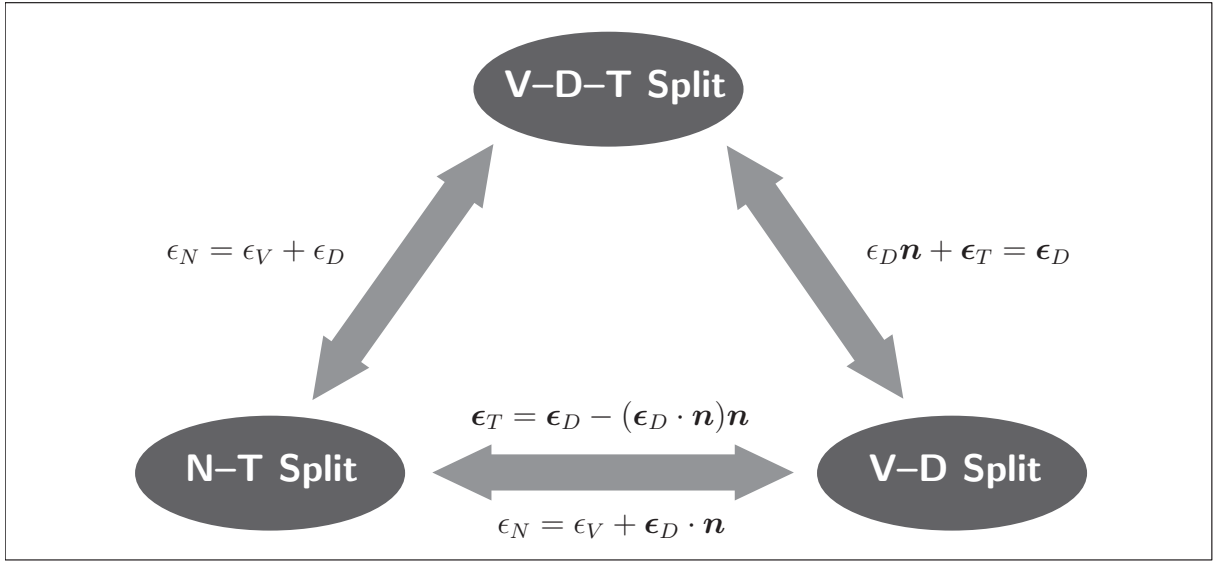 V–D–T Split
ϵ_N = ϵ_V + ϵ_D
ϵ_D 𝒏 + 𝝐_T = 𝝐_D
𝝐_T = 𝝐_D − (𝝐_D · 𝒏)𝒏
N–T Split
V–D Split
ϵ_N = ϵ_V + 𝝐_D · 𝒏